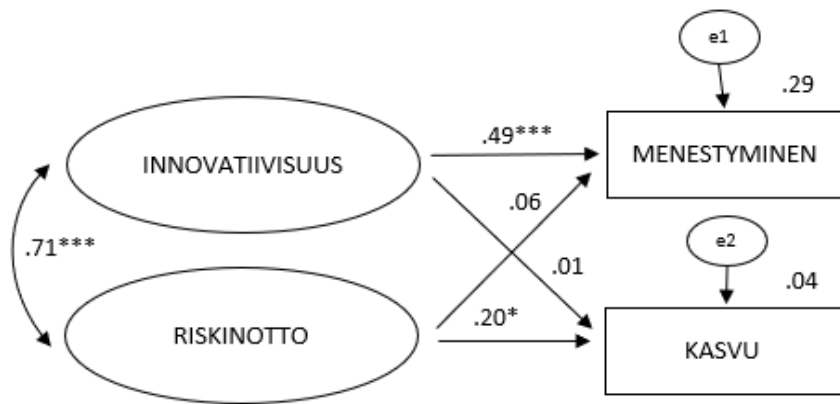 e1
.29
.49***
INNOVATIIVISUUS
MENESTYMINEN
.06
e2
.71***
.01
.04
.20*
RISKINOTTO
KASVU